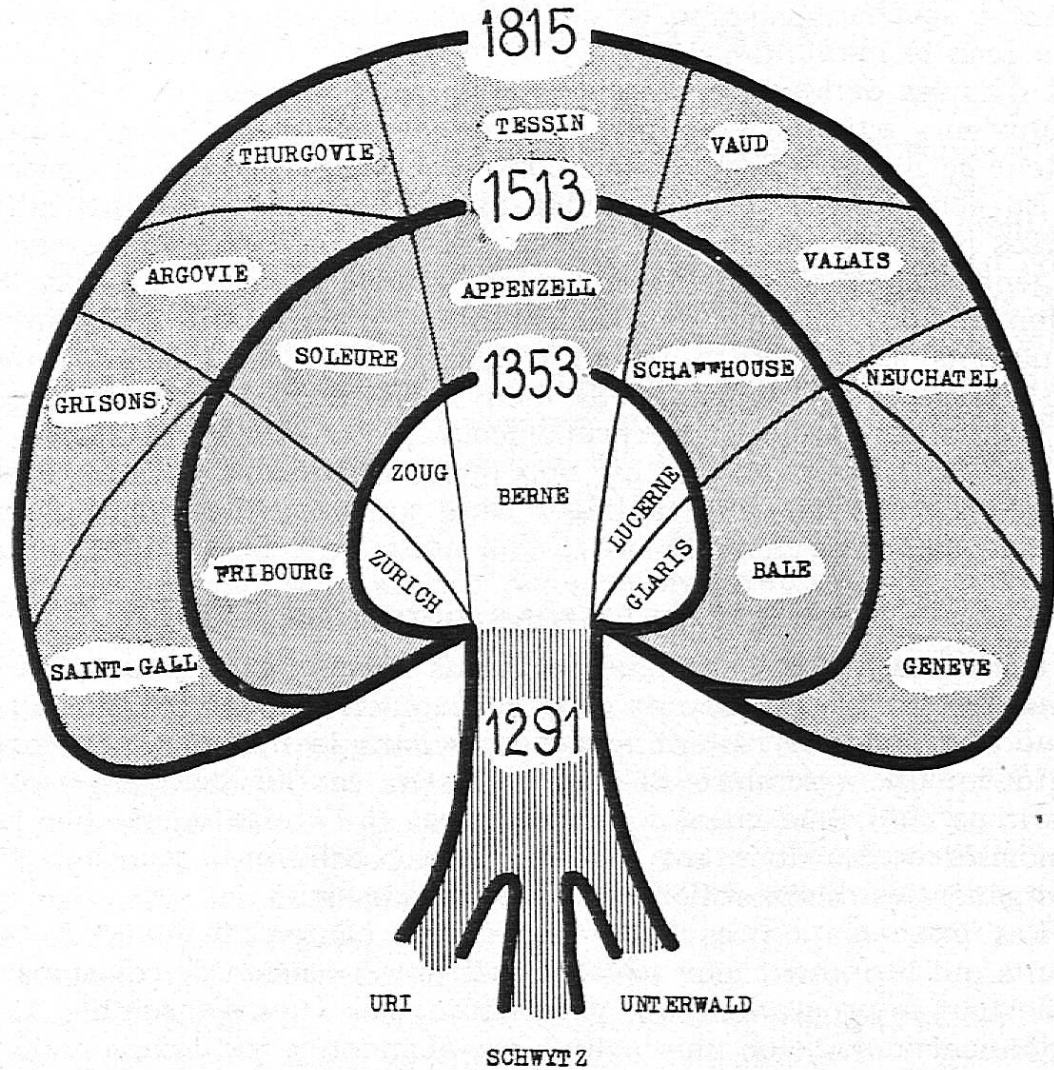 1815
TESSIN
THURGOVIE
VAUD
1513
ARGOVIE
VALAIS
APPENZELL
SOLEURE
1353
SCHAFFHOUSE
GRISONS
NEUCHATEL
ZOUG
BERNE
LUCERNE
FRIBOURG
ZURICH
GLARIS
BALE
SAINT-GALL
GENEVE
1291
URI
UNTERWALD
SCHWYTZ